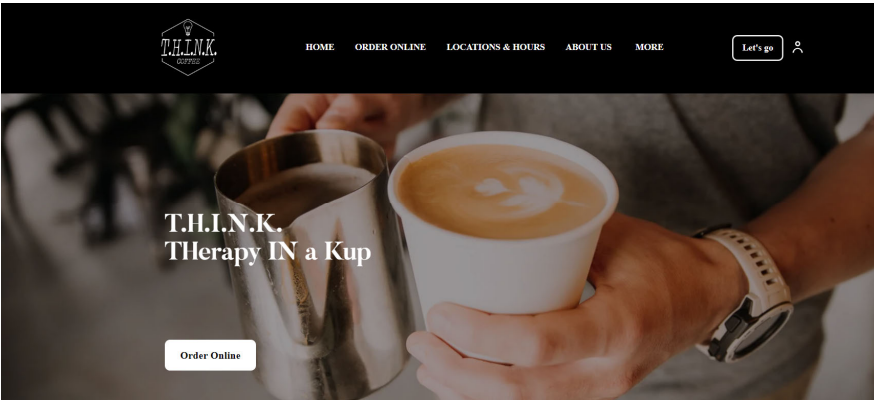 T.H.I.N.K.
COFFEE
HOME ORDER ONLINE LOCATIONS & HOURS ABOUT US MORE Let's go
T.H.I.N.K.
THerapy IN a Kup
Order Online